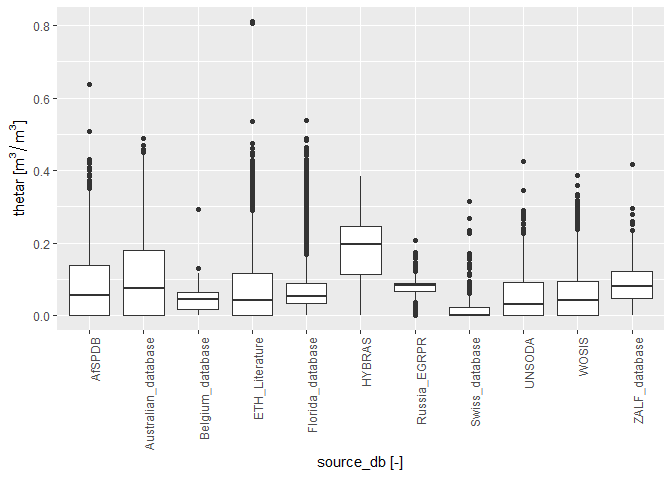 thetar [m³/ m³]
0.8
0.6
0.4
0.2
0.0
AfSPDB
Australian_database
Belgium_database
ETH_Literature
Florida_database
HYBRAS
Russia_EGRPR
Swiss_database
UNSODA
WOSIS
ZALF_database
source_db [-]